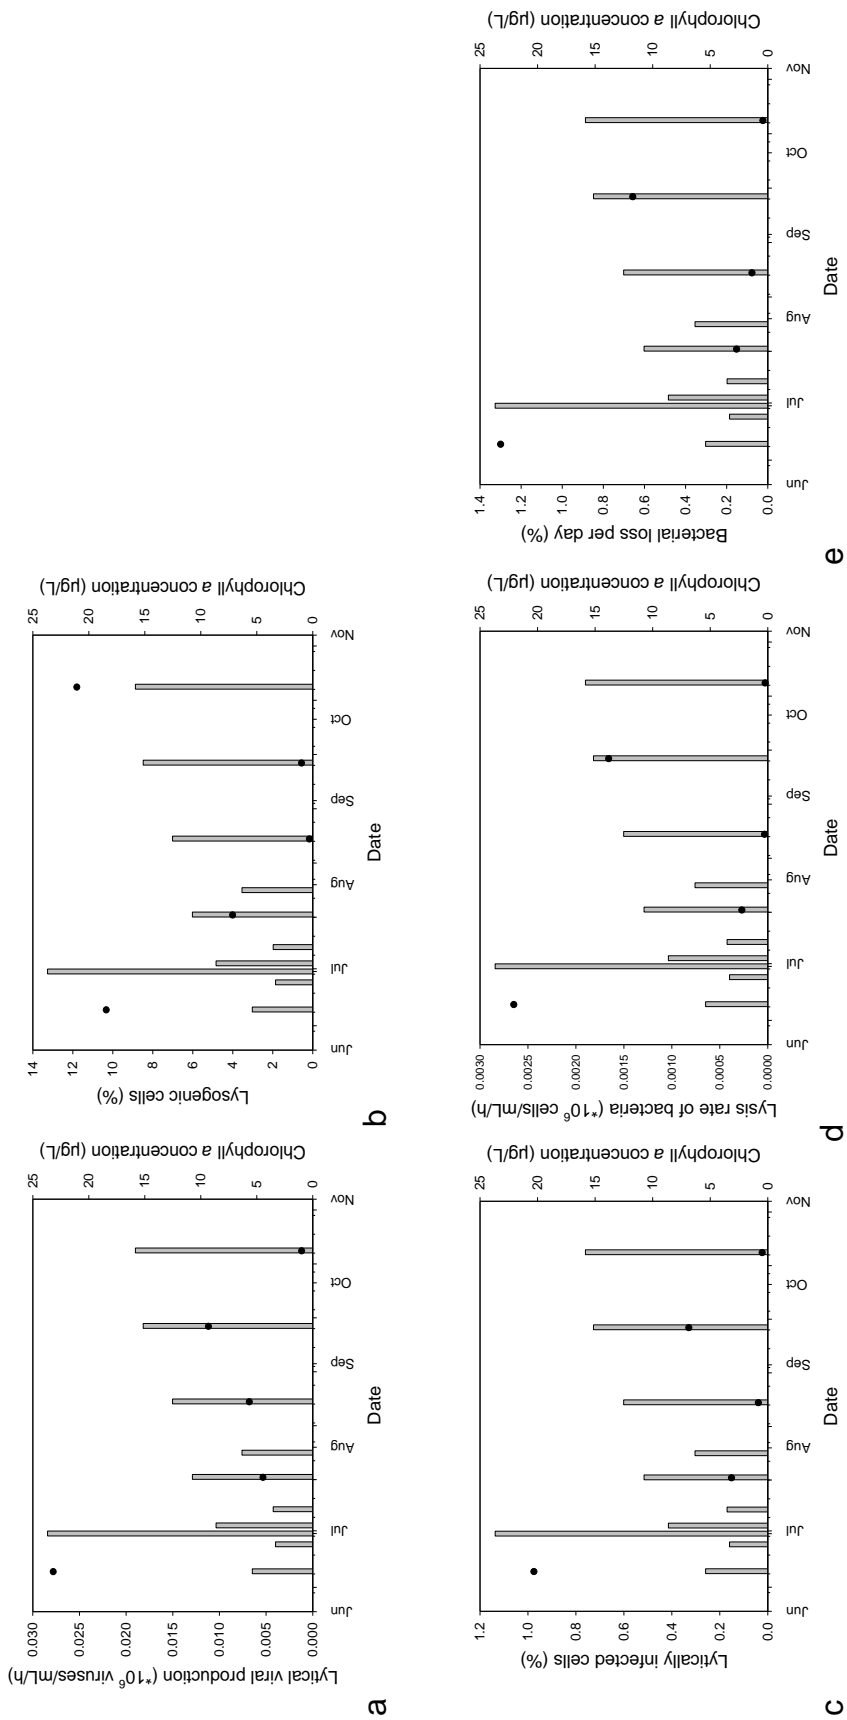 a
Lytical viral production (*10⁶ viruses/mL/h)
0.030
0.025
0.020
0.015
0.010
0.005
0.000
Chlorophyll a concentration (µg/L)
25
20
15
10
5
0
Jun
Jul
Aug
Sep
Oct
Nov
Date
b
Lysogenic cells (%)
14
12
10
8
6
4
2
0
Chlorophyll a concentration (µg/L)
25
20
15
10
5
0
Jun
Jul
Aug
Sep
Oct
Nov
Date
c
Lytically infected cells (%)
1.2
1.0
0.8
0.6
0.4
0.2
0.0
Chlorophyll a concentration (µg/L)
25
20
15
10
5
0
Jun
Jul
Aug
Sep
Oct
Nov
Date
d
Lysis rate of bacteria (*10⁶ cells/mL/h)
0.0030
0.0025
0.0020
0.0015
0.0010
0.0005
0.0000
Chlorophyll a concentration (µg/L)
25
20
15
10
5
0
Jun
Jul
Aug
Sep
Oct
Nov
Date
e
Bacterial loss per day (%)
1.4
1.2
1.0
0.8
0.6
0.4
0.2
0.0
Chlorophyll a concentration (µg/L)
25
20
15
10
5
0
Jun
Jul
Aug
Sep
Oct
Nov
Date